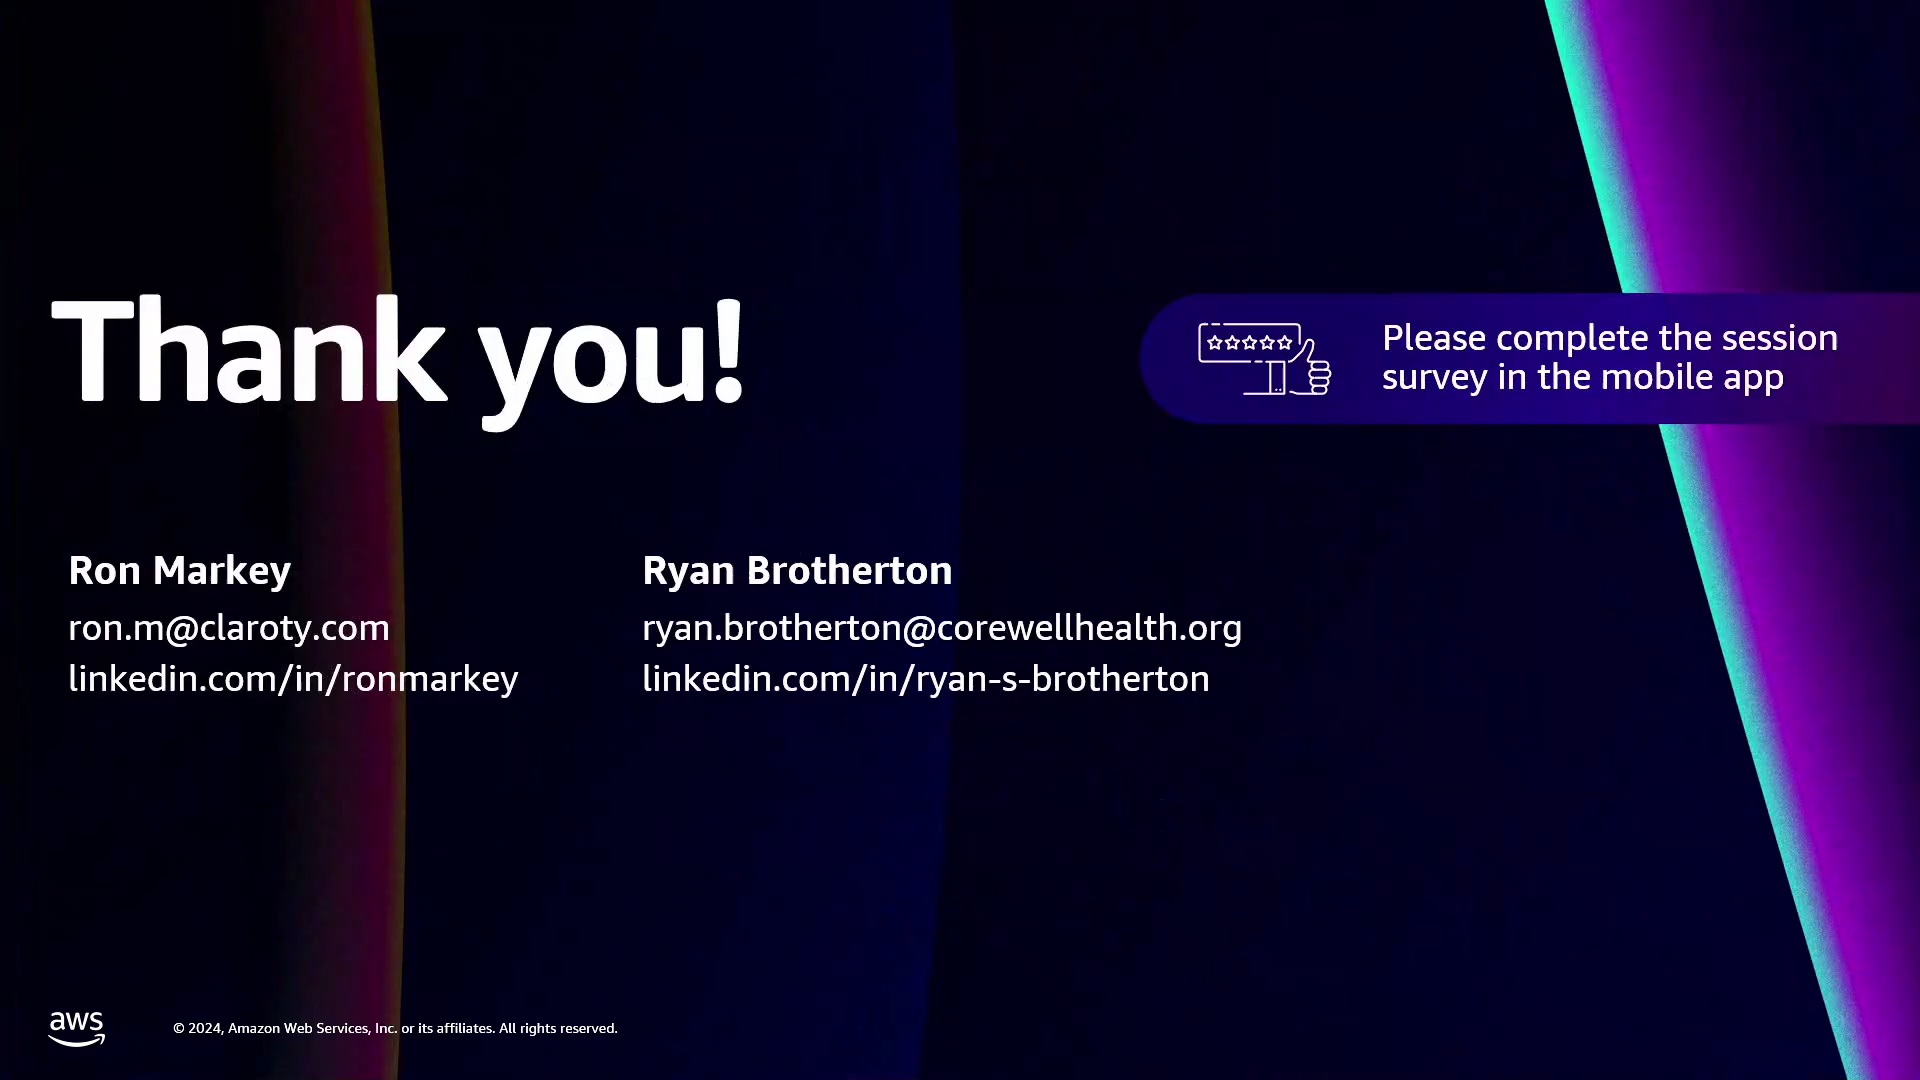 Thank you!
Please complete the session
survey in the mobile app
Ron Markey
ron.m@claroty.com
linkedin.com/in/ronmarkey
Ryan Brotherton
ryan.brotherton@corewellhealth.org
linkedin.com/in/ryan-s-brotherton
aws
© 2024, Amazon Web Services, Inc. or its affiliates. All rights reserved.